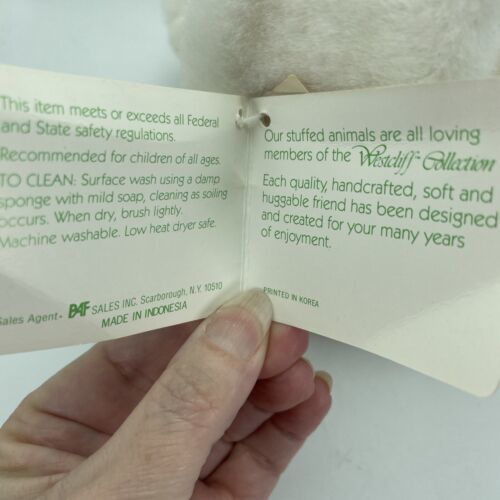 This item meets or exceeds all Federal
and State safety regulations.
Recommended for children of all ages.
TO CLEAN: Surface wash using a damp
sponge with mild soap, cleaning as soiling
occurs. When dry, brush lightly.
Machine washable. Low heat dryer safe.
Sales Agent- BAF SALES INC. Scarborough, N.Y. 10510
MADE IN INDONESIA
Our stuffed animals are all loving
members of the Westcliff Collection
Each quality, handcrafted, soft and
huggable friend has been designed
and created for your many years
of enjoyment.
PRINTED IN KOREA